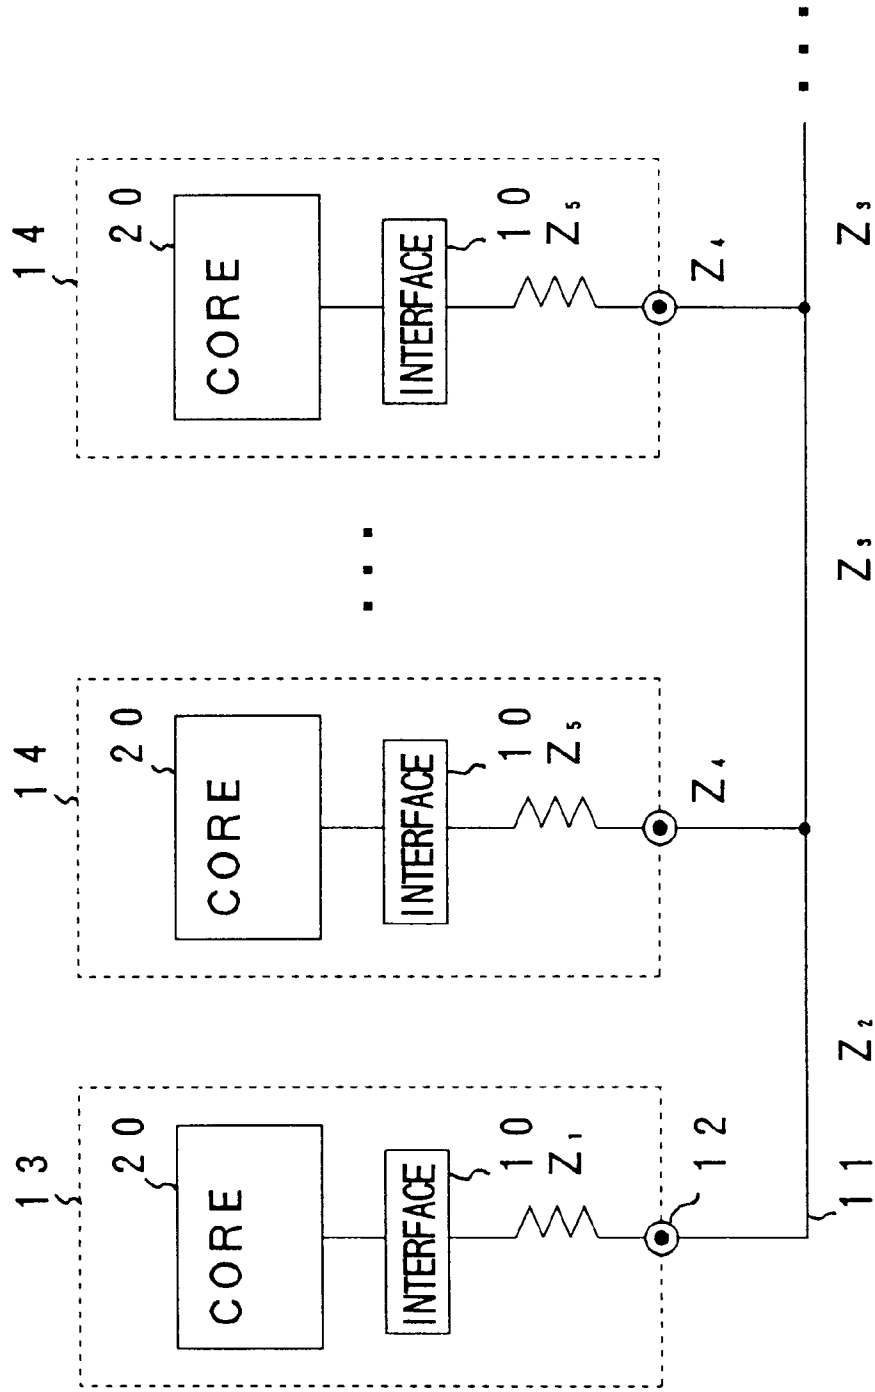 13
14
14
20
20
20
CORE
CORE
CORE
INTERFACE
INTERFACE
INTERFACE
10
10
10
Z₁
Z₅
Z₅
12
Z₄
Z₄
11
Z₂
Z₃
Z₃